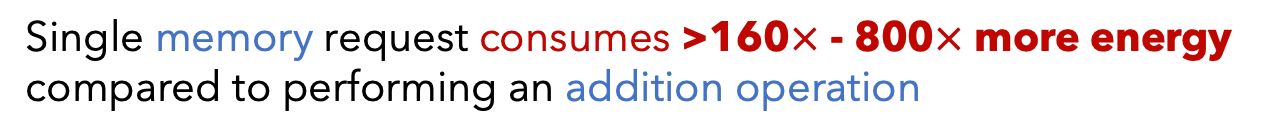 Single memory request consumes >160× - 800× more energy
compared to performing an addition operation